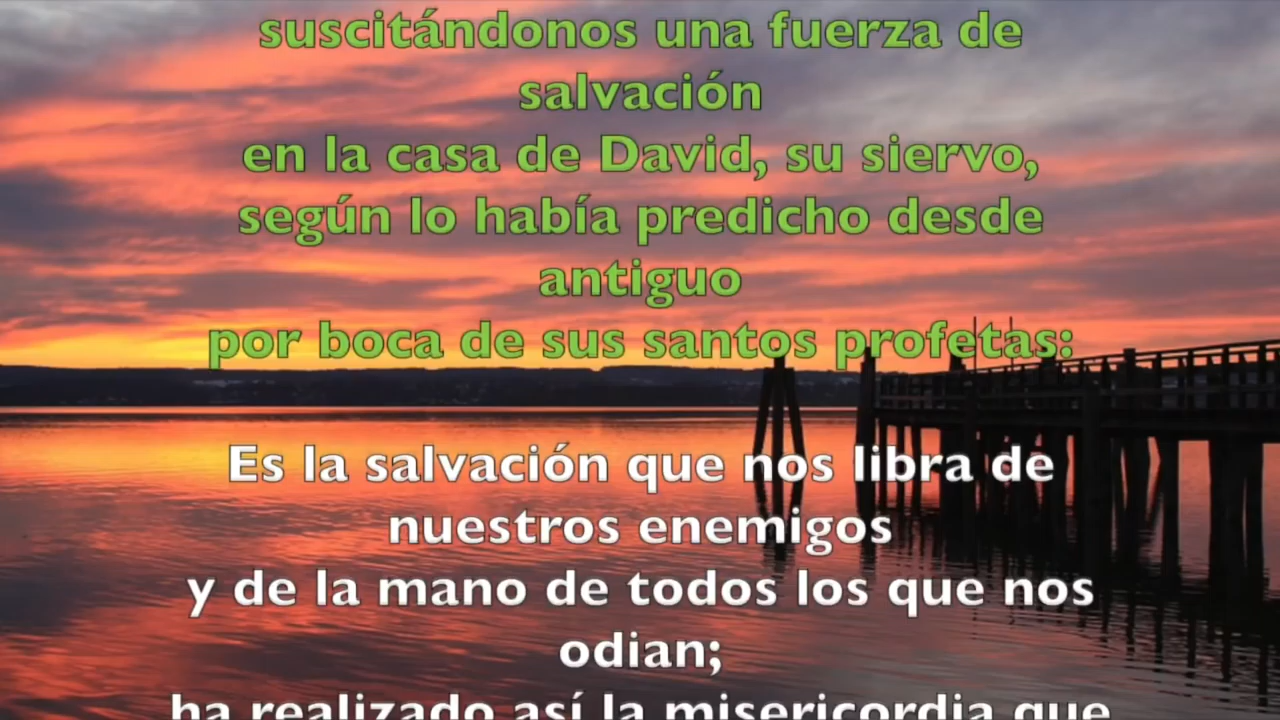 suscitándonos una fuerza de
salvación
en la casa de David, su siervo,
según lo había predicho desde
antiguo
por boca de sus santos profetas:
Es la salvación que nos libra de
nuestros enemigos
y de la mano de todos los que nos
odian;
ha realizado así la misericordia que